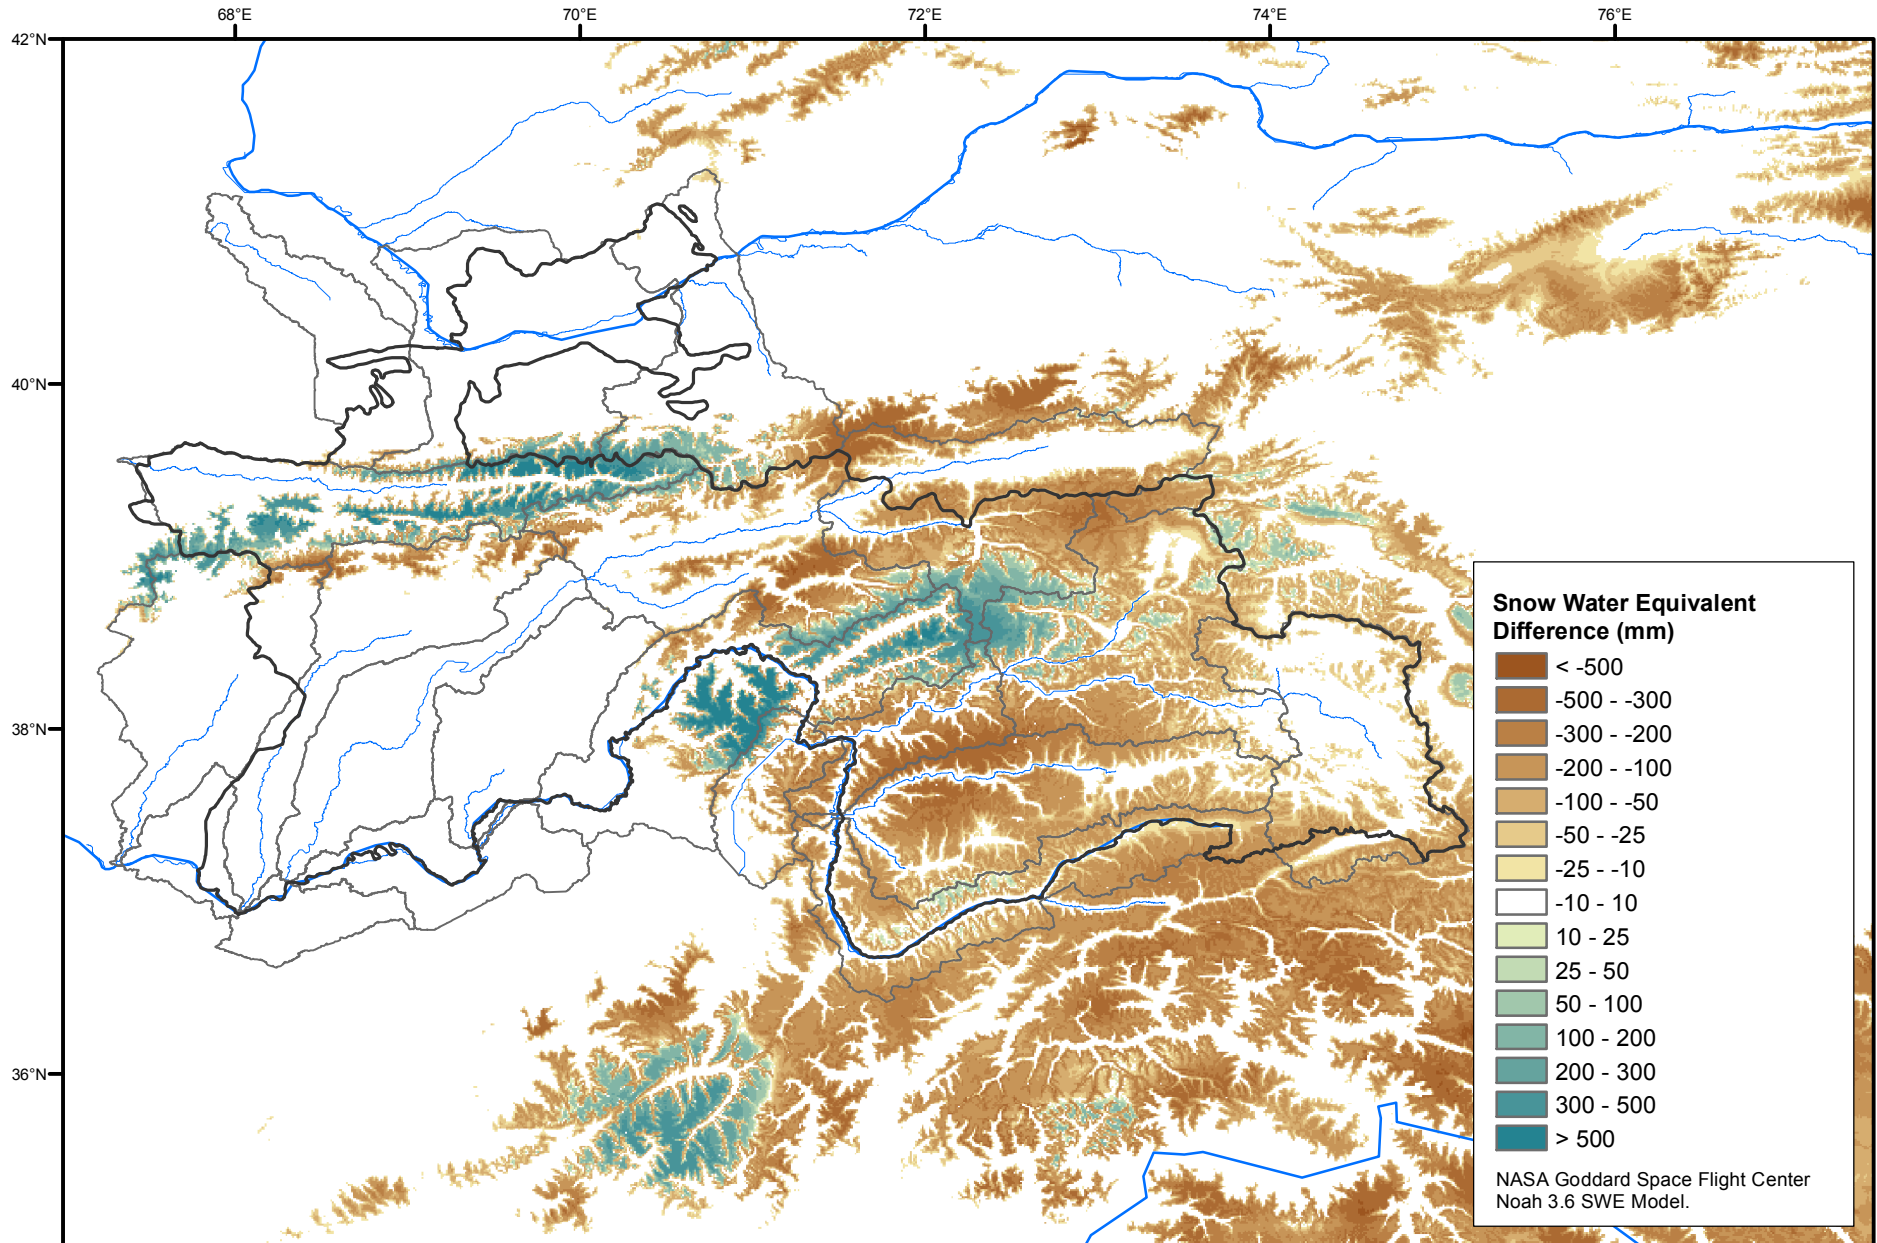 68°E
70°E
72°E
74°E
76°E
42°N
40°N
38°N
36°N
Snow Water Equivalent
Difference (mm)
< -500
-500 - -300
-300 - -200
-200 - -100
-100 - -50
-50 - -25
-25 - -10
-10 - 10
10 - 25
25 - 50
50 - 100
100 - 200
200 - 300
300 - 500
> 500
NASA Goddard Space Flight Center
Noah 3.6 SWE Model.